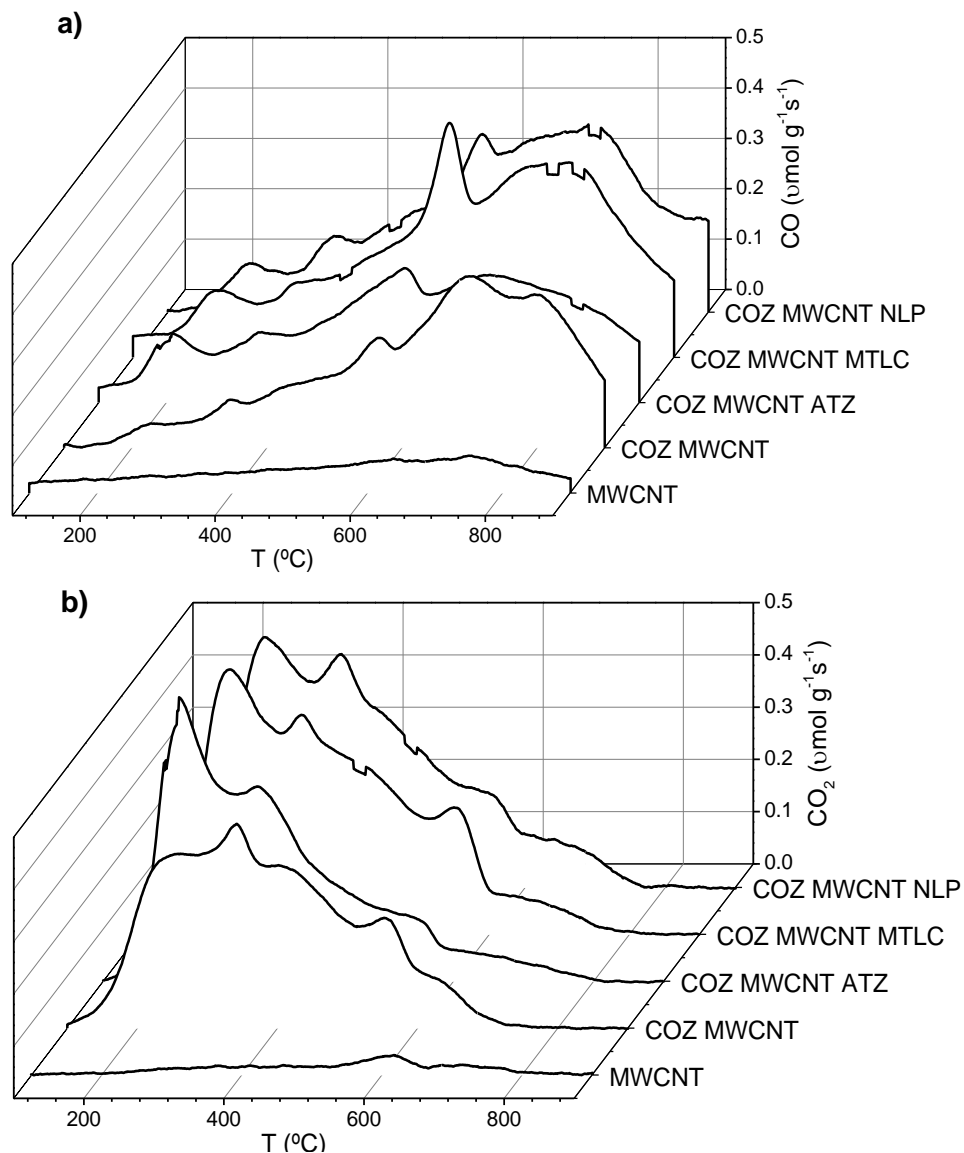 a)
0.5
0.4
0.3
0.2
0.1
0.0
CO (υmol g⁻¹s⁻¹)
COZ MWCNT NLP
COZ MWCNT MTLC
COZ MWCNT ATZ
COZ MWCNT
MWCNT
200 400 600 800
T (ºC)
b)
0.5
0.4
0.3
0.2
0.1
0.0
CO₂ (υmol g⁻¹s⁻¹)
COZ MWCNT NLP
COZ MWCNT MTLC
COZ MWCNT ATZ
COZ MWCNT
MWCNT
200 400 600 800
T (ºC)